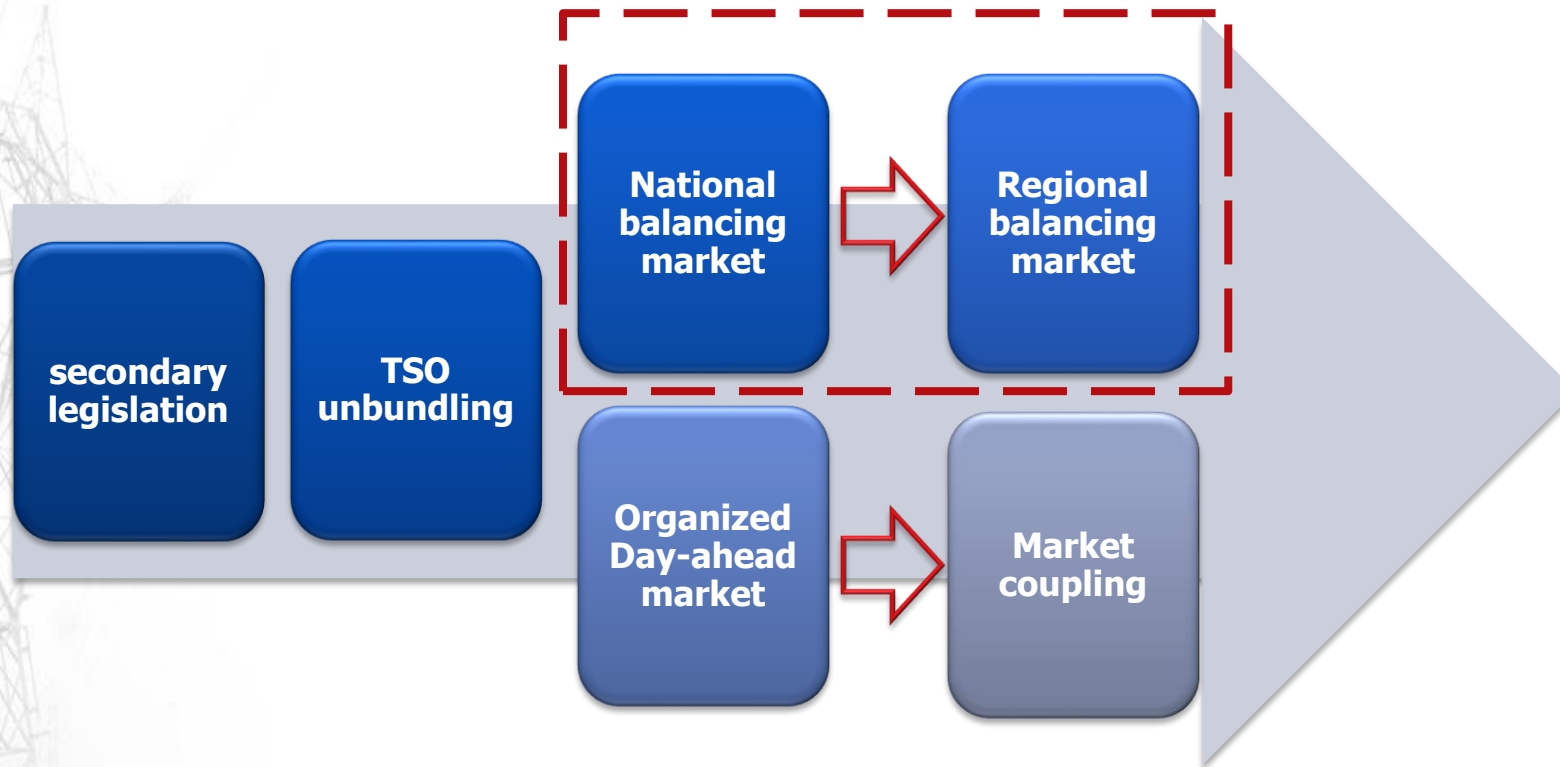 secondary
legislation
TSO
unbundling
National
balancing
market
Regional
balancing
market
Organized
Day-ahead
market
Market
coupling